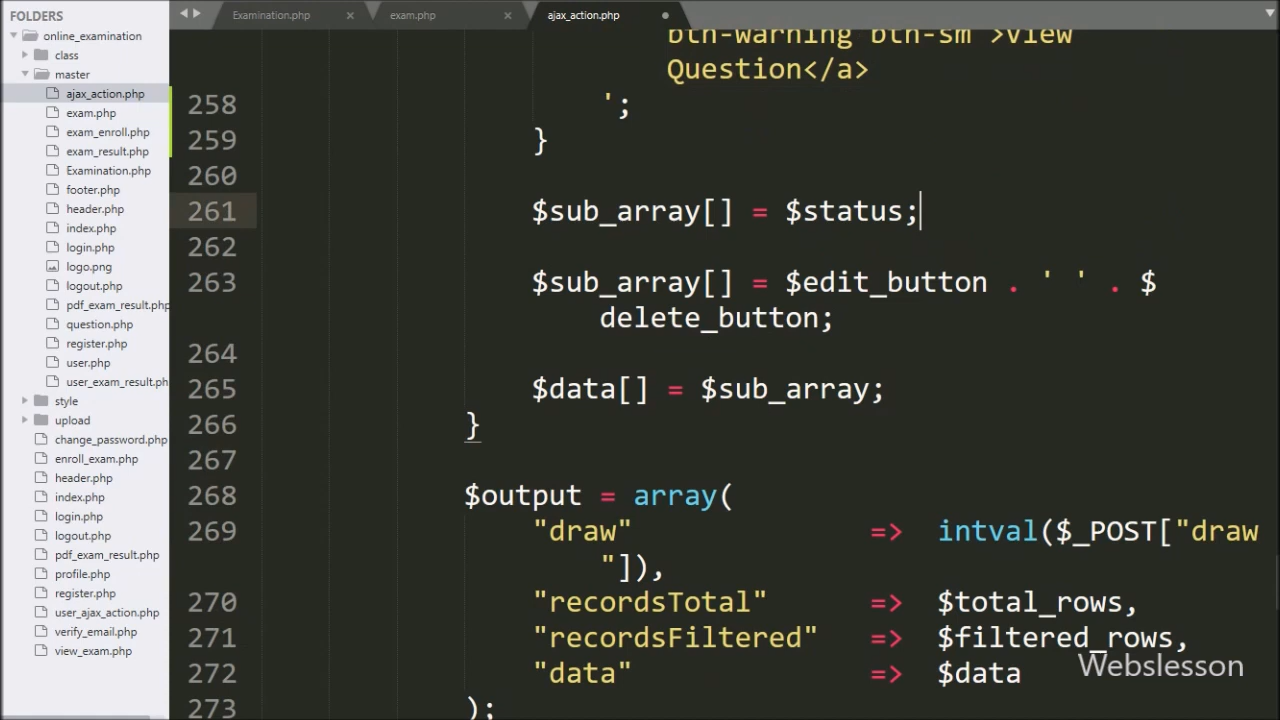 FOLDERS
online_examination
class
master
ajax_action.php
exam.php
exam_enroll.php
exam_result.php
Examination.php
footer.php
header.php
index.php
login.php
logo.png
logout.php
pdf_exam_result.php
question.php
register.php
user.php
user_exam_result.ph
style
upload
change_password.php
enroll_exam.php
header.php
index.php
login.php
logout.php
pdf_exam_result.php
profile.php
register.php
user_ajax_action.php
verify_email.php
view_exam.php
Examination.php ×
exam.php ×
ajax_action.php
btn-warning btn-sm">View
Question</a>
258 ';
259 }
260
261 $sub_array[] = $status;
262
263 $sub_array[] = $edit_button . ' ' . $
delete_button;
264
265 $data[] = $sub_array;
266 }
267
268 $output = array(
269 "draw" => intval($_POST["draw
"]),
270 "recordsTotal" => $total_rows,
271 "recordsFiltered" => $filtered_rows,
272 "data" => $data
273 );
Webslesson